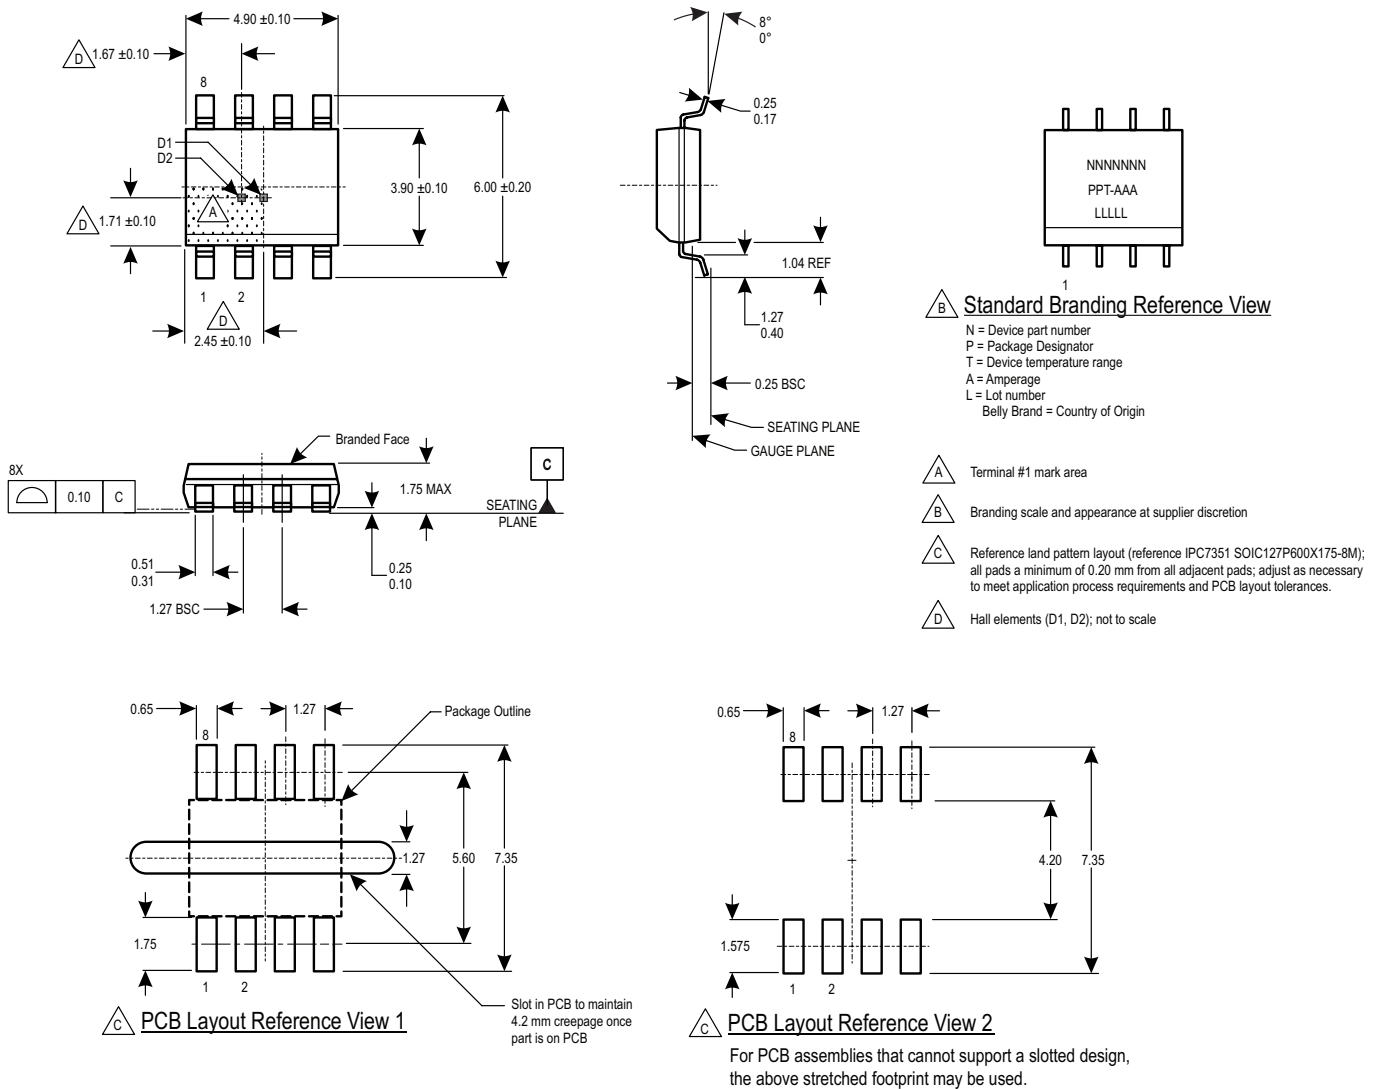 4.90 ±0.10
D
1.67 ±0.10
8
D1
D2
A
D
1.71 ±0.10
3.90 ±0.10
6.00 ±0.20
1
2
D
2.45 ±0.10
8°
0°
0.25
0.17
1.04 REF
1.27
0.40
0.25 BSC
SEATING PLANE
GAUGE PLANE
NNNNNNN
PPT-AAA
LLLLL
1
B
Standard Branding Reference View
N = Device part number
P = Package Designator
T = Device temperature range
A = Amperage
L = Lot number
Belly Brand = Country of Origin
Branded Face
8X
0.10
C
1.75 MAX
C
SEATING
PLANE
0.51
0.31
0.25
0.10
1.27 BSC
A
Terminal #1 mark area
B
Branding scale and appearance at supplier discretion
C
Reference land pattern layout (reference IPC7351 SOIC127P600X175-8M);
all pads a minimum of 0.20 mm from all adjacent pads; adjust as necessary
to meet application process requirements and PCB layout tolerances.
D
Hall elements (D1, D2); not to scale
0.65
1.27
Package Outline
8
1.27
5.60
7.35
1.75
1
2
Slot in PCB to maintain
4.2 mm creepage once
part is on PCB
C
PCB Layout Reference View 1
0.65
1.27
8
4.20
7.35
1.575
1
2
C
PCB Layout Reference View 2
For PCB assemblies that cannot support a slotted design,
the above stretched footprint may be used.